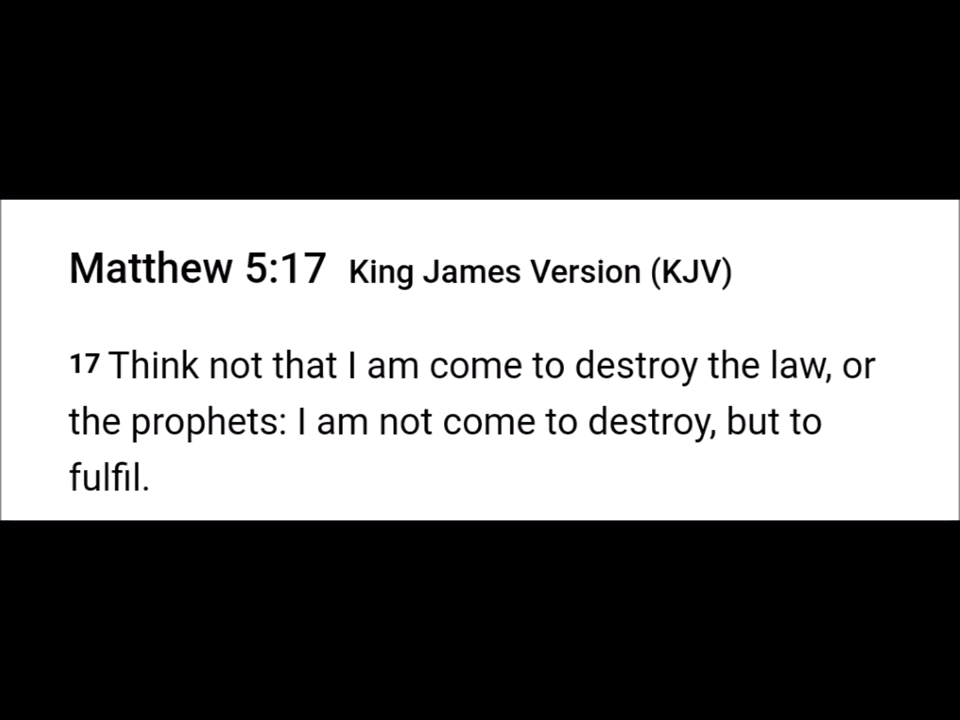 Matthew 5:17 King James Version (KJV)
17 Think not that I am come to destroy the law, or
the prophets: I am not come to destroy, but to
fulfil.